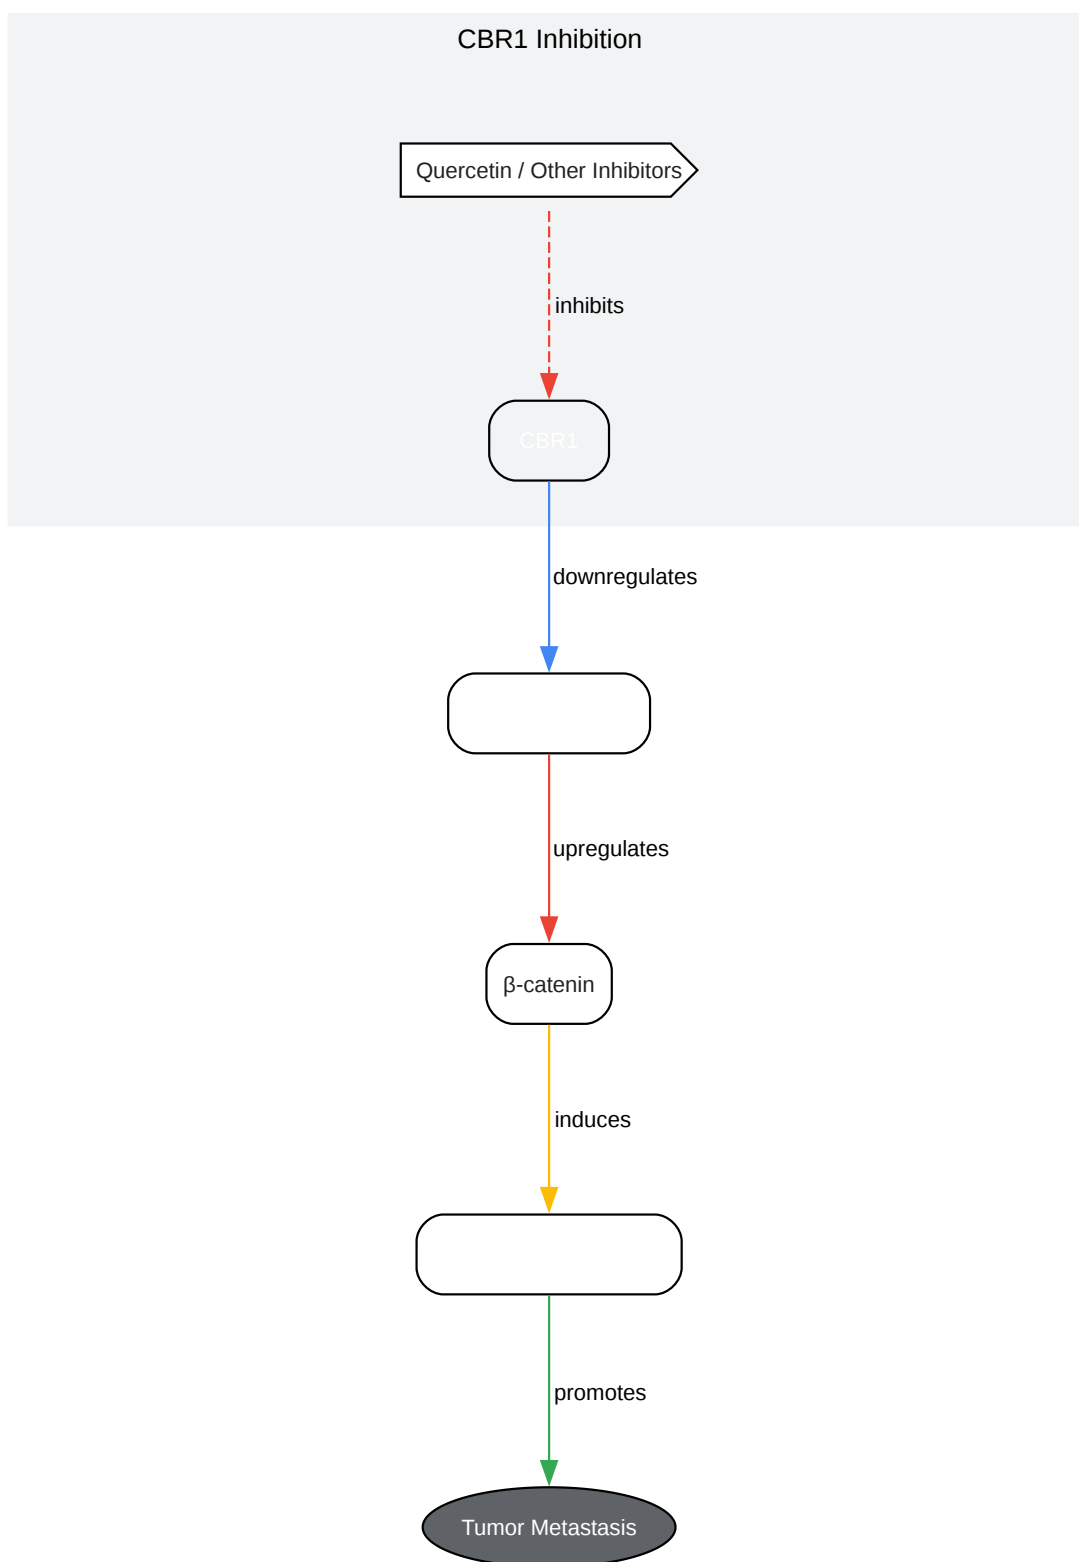 CBR1 Inhibition
Quercetin / Other Inhibitors
inhibits
CBR1
downregulates
upregulates
β-catenin
induces
promotes
Tumor Metastasis